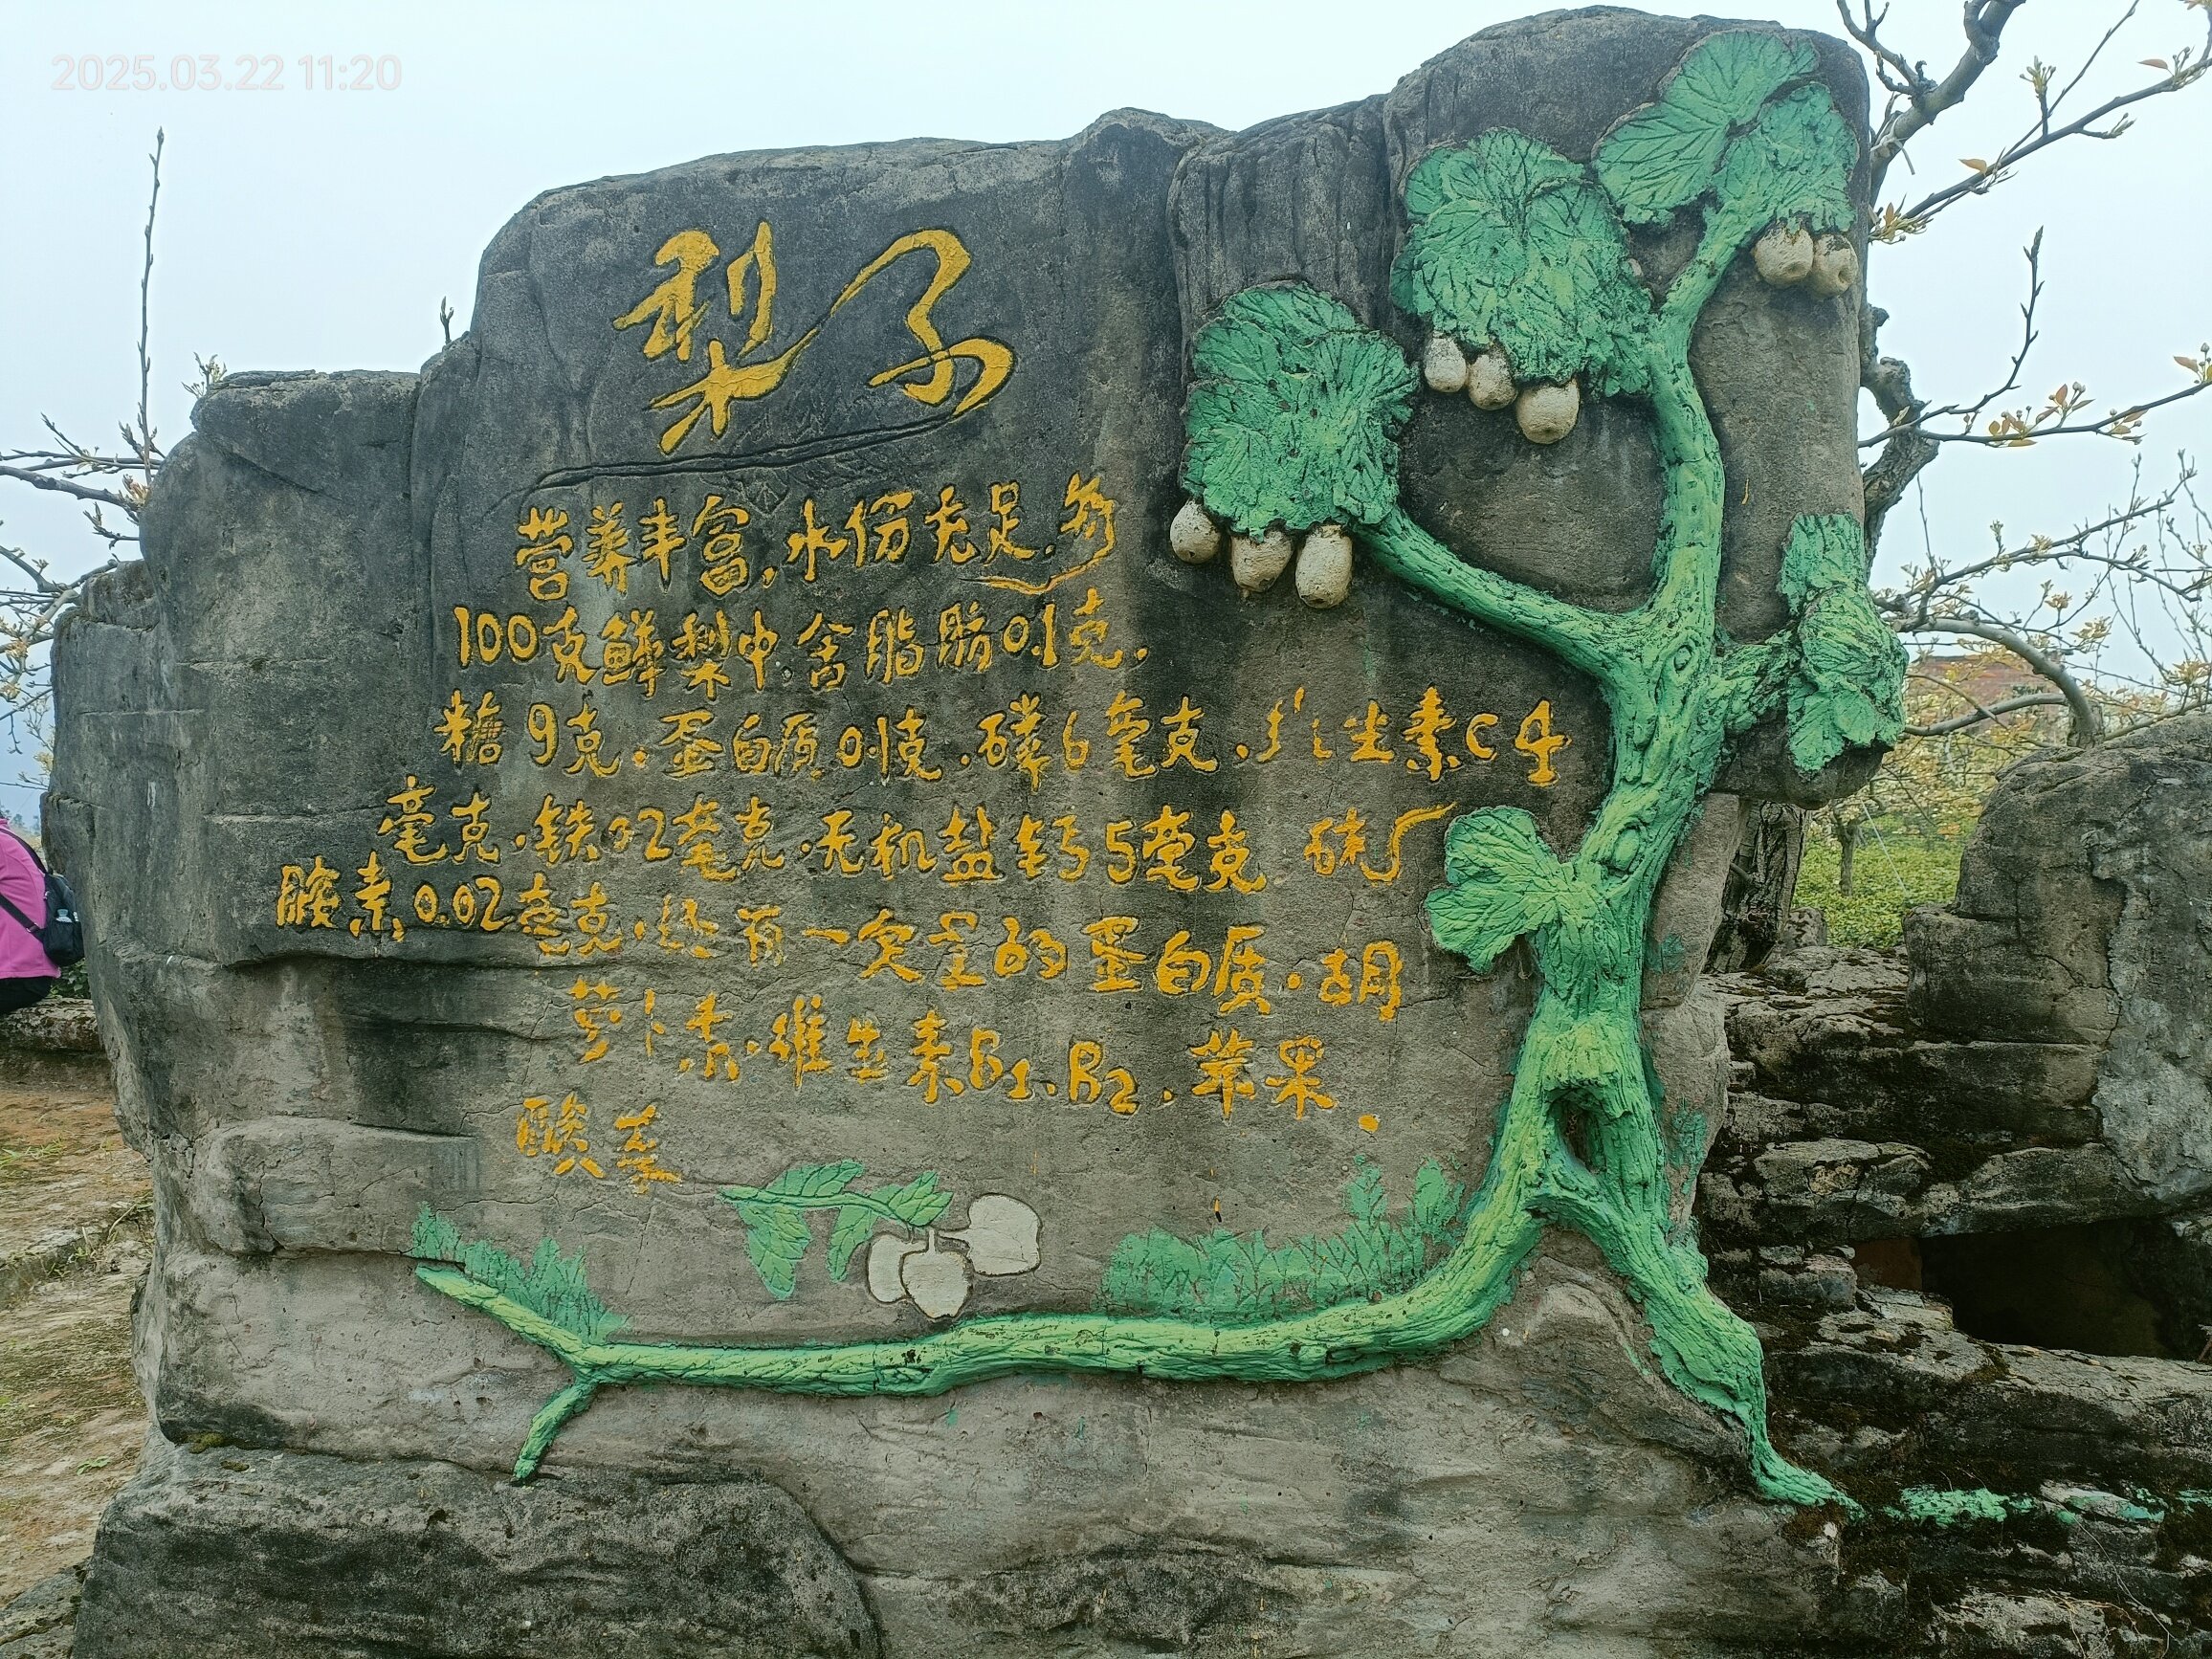 2025.03.22 11:20
梨子
营养丰富,水份充足.多
100克鲜梨中.含脂肪0.1克.
糖9克.蛋白质0.1克.磷6毫克.维生素C4
毫克.铁0.2毫克.无机盐钙5毫克 硫
胺素0.02毫克.还有一定量的蛋白质.胡
萝卜素.维生素B1.B2.苹果.
酸